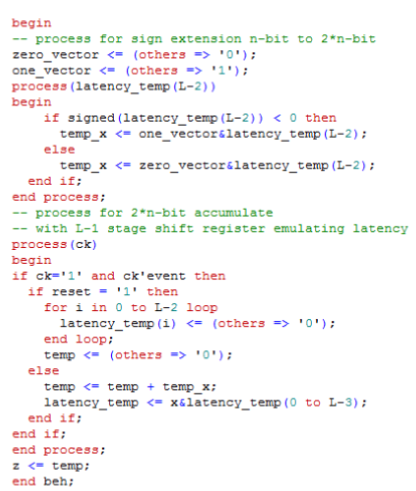 begin
-- process for sign extension n-bit to 2*n-bit
zero_vector <= (others => '0');
one_vector <= (others => '1');
process(latency_temp(L-2))
begin
    if signed(latency_temp(L-2)) < 0 then
      temp_x <= one_vector&latency_temp(L-2);
    else
      temp_x <= zero_vector&latency_temp(L-2);
  end if;
end process;
-- process for 2*n-bit accumulate
-- with L-1 stage shift register emulating latency
process(ck)
begin
if ck='1' and ck'event then
  if reset = '1' then
    for i in 0 to L-2 loop
      latency_temp(i) <= (others => '0');
    end loop;
    temp <= (others => '0');
  else
    temp <= temp + temp_x;
    latency_temp <= x&latency_temp(0 to L-3);
  end if;
end if;
end process;
z <= temp;
end beh;